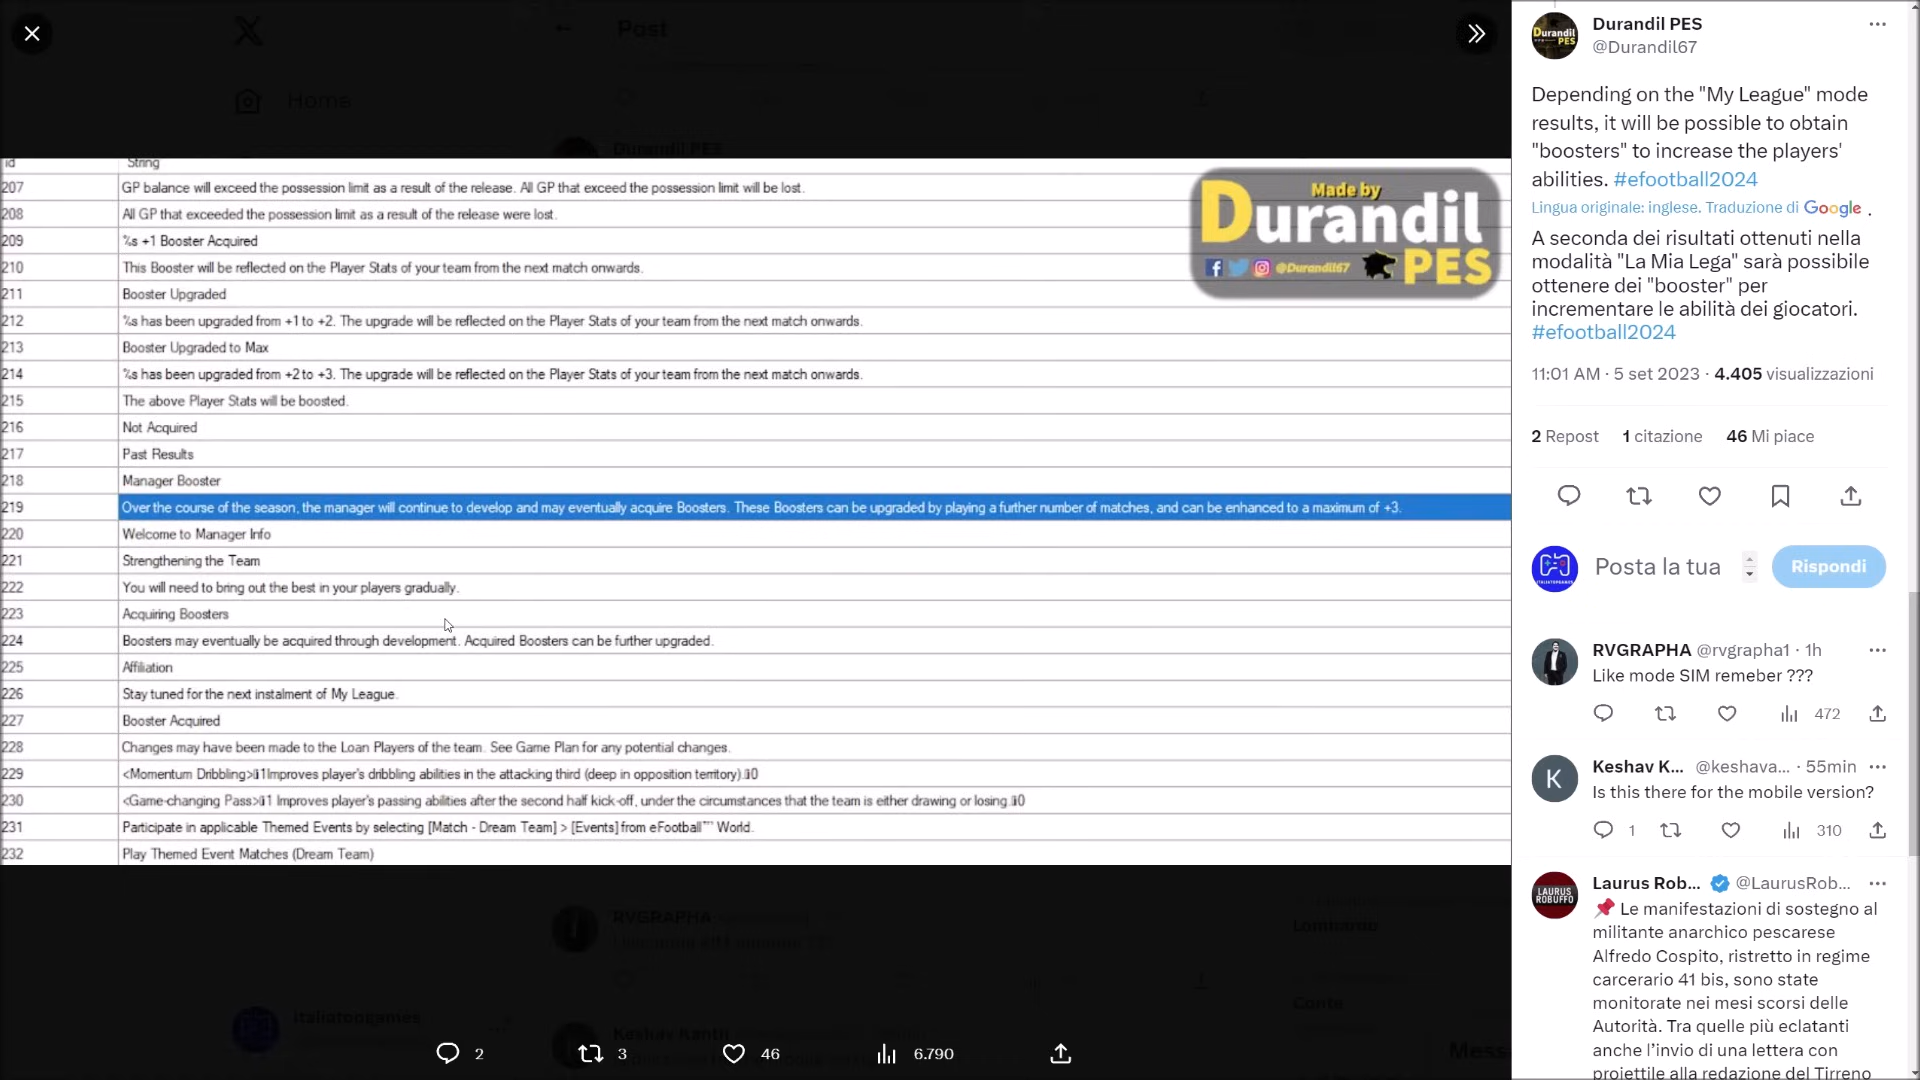 Post
Home
id String
207 GP balance will exceed the possession limit as a result of the release. All GP that exceed the possession limit will be lost.
208 All GP that exceeded the possession limit as a result of the release were lost.
209 %s +1 Booster Acquired
210 This Booster will be reflected on the Player Stats of your team from the next match onwards.
211 Booster Upgraded
212 %s has been upgraded from +1 to +2. The upgrade will be reflected on the Player Stats of your team from the next match onwards.
213 Booster Upgraded to Max
214 %s has been upgraded from +2 to +3. The upgrade will be reflected on the Player Stats of your team from the next match onwards.
215 The above Player Stats will be boosted.
216 Not Acquired
217 Past Results
218 Manager Booster
219 Over the course of the season, the manager will continue to develop and may eventually acquire Boosters. These Boosters can be upgraded by playing a further number of matches, and can be enhanced to a maximum of +3.
220 Welcome to Manager Info
221 Strengthening the Team
222 You will need to bring out the best in your players gradually.
223 Acquiring Boosters
224 Boosters may eventually be acquired through development. Acquired Boosters can be further upgraded.
225 Affiliation
226 Stay tuned for the next instalment of My League.
227 Booster Acquired
228 Changes may have been made to the Loan Players of the team. See Game Plan for any potential changes.
229 <Momentum Dribbling> Improves player's dribbling abilities in the attacking third (deep in opposition territory).
230 <Game-changing Pass> Improves player's passing abilities after the second half kick-off, under the circumstances that the team is either drawing or losing.
231 Participate in applicable Themed Events by selecting [Match - Dream Team] > [Events] from eFootball™ World.
232 Play Themed Event Matches (Dream Team)
Made by
Durandil
@Durandil67 PES
2 3 46 6.790
Durandil PES
@Durandil67
Depending on the "My League" mode
results, it will be possible to obtain
"boosters" to increase the players'
abilities. #efootball2024
Lingua originale: inglese. Traduzione di Google .
A seconda dei risultati ottenuti nella
modalità "La Mia Lega" sarà possibile
ottenere dei "booster" per
incrementare le abilità dei giocatori.
#efootball2024
11:01 AM · 5 set 2023 · 4.405 visualizzazioni
2 Repost 1 citazione 46 Mi piace
Posta la tua Rispondi
RVGRAPHA @rvgrapha1 · 1h
Like mode SIM remeber ???
472
Keshav K... @keshava... · 55min
Is this there for the mobile version?
1 310
Laurus Rob... @LaurusRob...
📌 Le manifestazioni di sostegno al
militante anarchico pescarese
Alfredo Cospito, ristretto in regime
carcerario 41 bis, sono state
monitorate nei mesi scorsi delle
Autorità. Tra quelle più eclatanti
anche l'invio di una lettera con
proiettile alla redazione del Tirreno